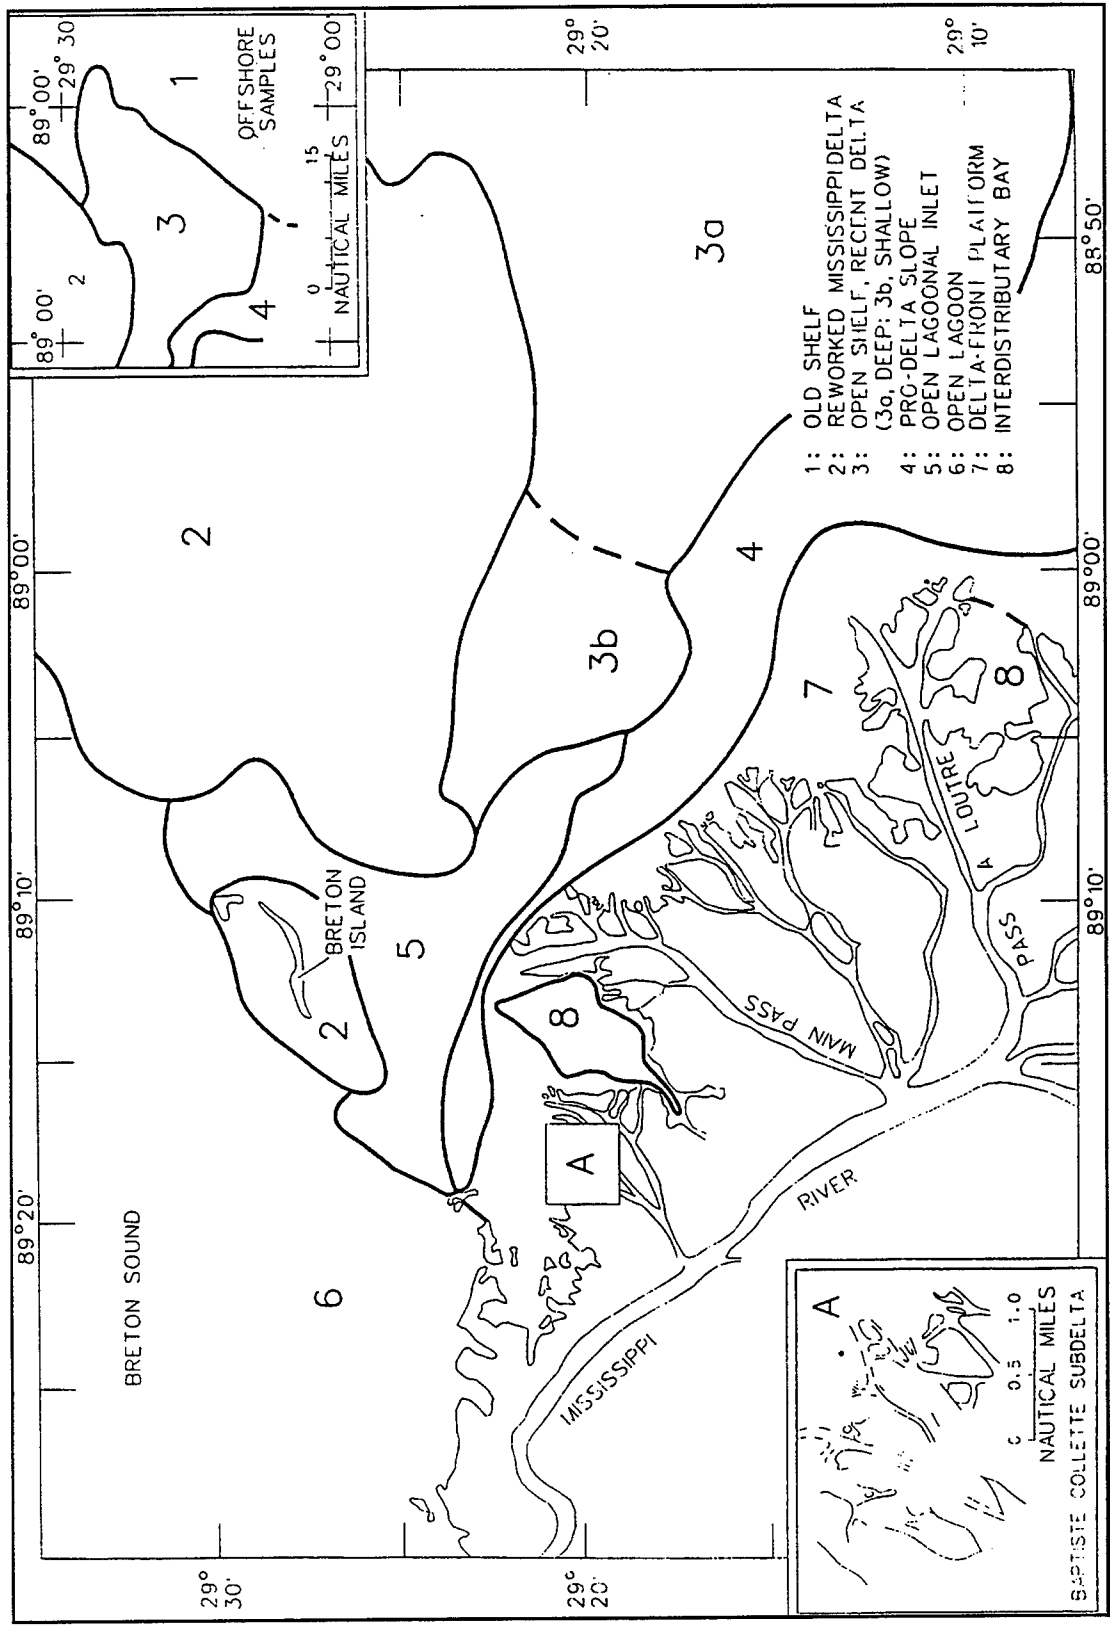 89°00'
89°00'
29°30'
1
2
3
4
OFFSHORE
SAMPLES
0
15
NAUTICAL MILES
29°00'
89°20'
89°10'
89°00'
29°
30'
29°
20'
29°
20'
29°
10'
89°10'
89°00'
88°50'
BRETON SOUND
6
2
BRETON
ISLAND
5
2
3b
3a
4
7
8
8
A
MISSISSIPPI
RIVER
MAIN PASS
PASS
A
LOUTRE
1: OLD SHELF
2: REWORKED MISSISSIPPI DELTA
3: OPEN SHELF, RECENT DELTA
(3a, DEEP: 3b, SHALLOW)
4: PRO-DELTA SLOPE
5: OPEN LAGOONAL INLET
6: OPEN LAGOON
7: DELTA-FRONT PLATFORM
8: INTERDISTRIBUTARY BAY
A
0 0.5 1.0
NAUTICAL MILES
BAPTISTE COLLETTE SUBDELTA